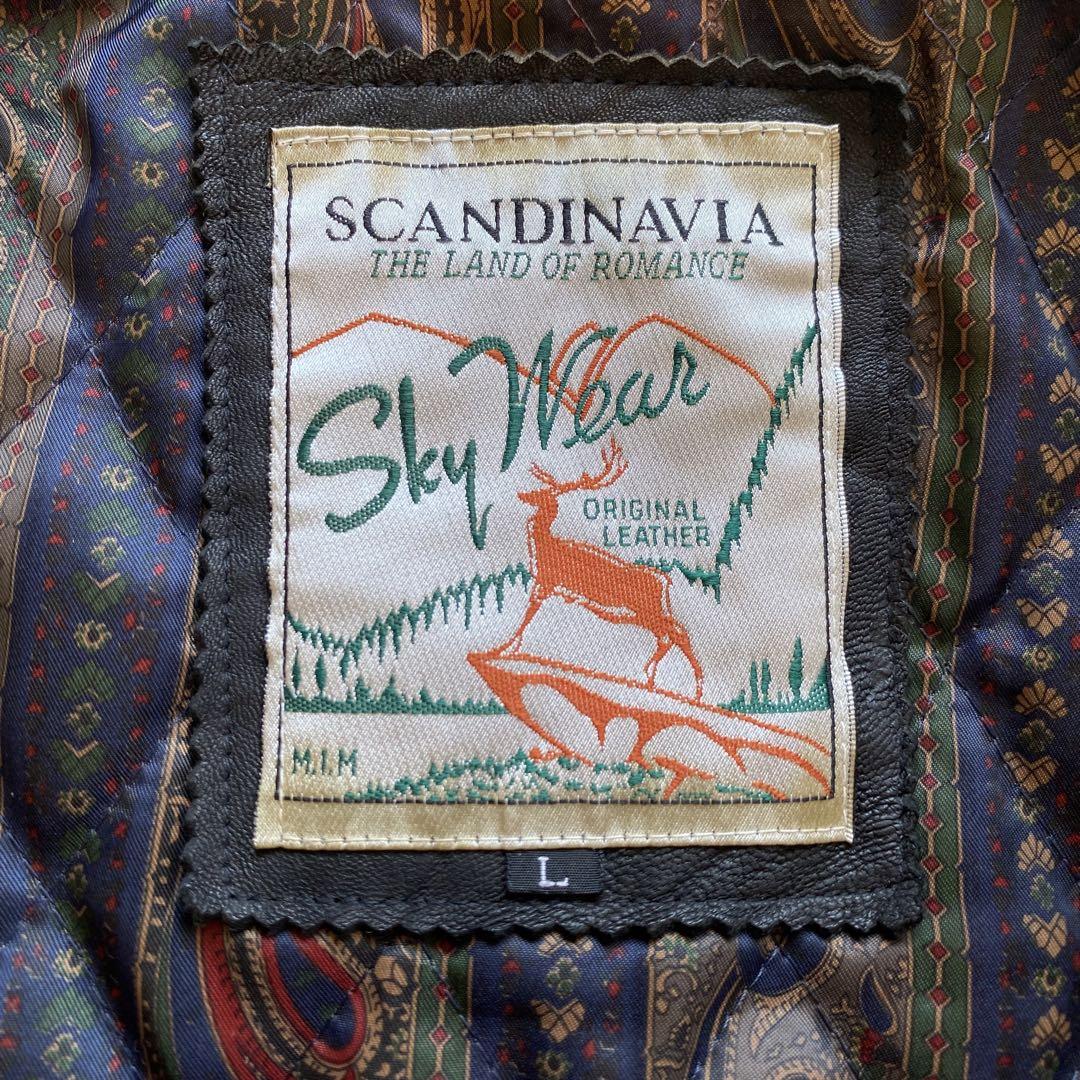 SCANDINAVIA
THE LAND OF ROMANCE
Sky Wear
ORIGINAL
LEATHER
M.I.M
L